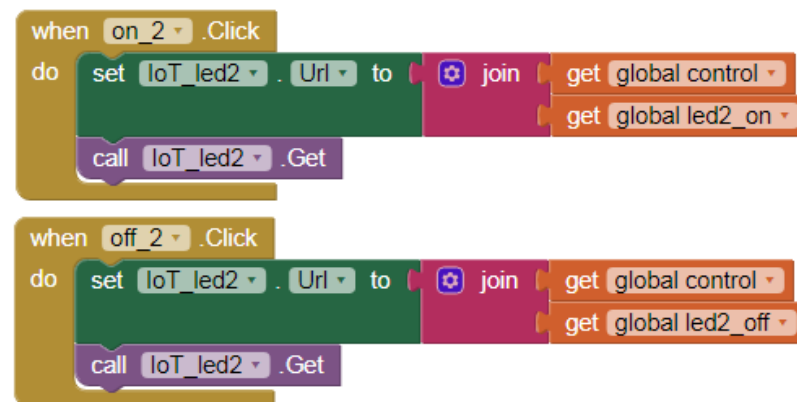 when on_2 .Click
do set IoT_led2 . Url to join get global control
get global led2_on
call IoT_led2 .Get
when off_2 .Click
do set IoT_led2 . Url to join get global control
get global led2_off
call IoT_led2 .Get